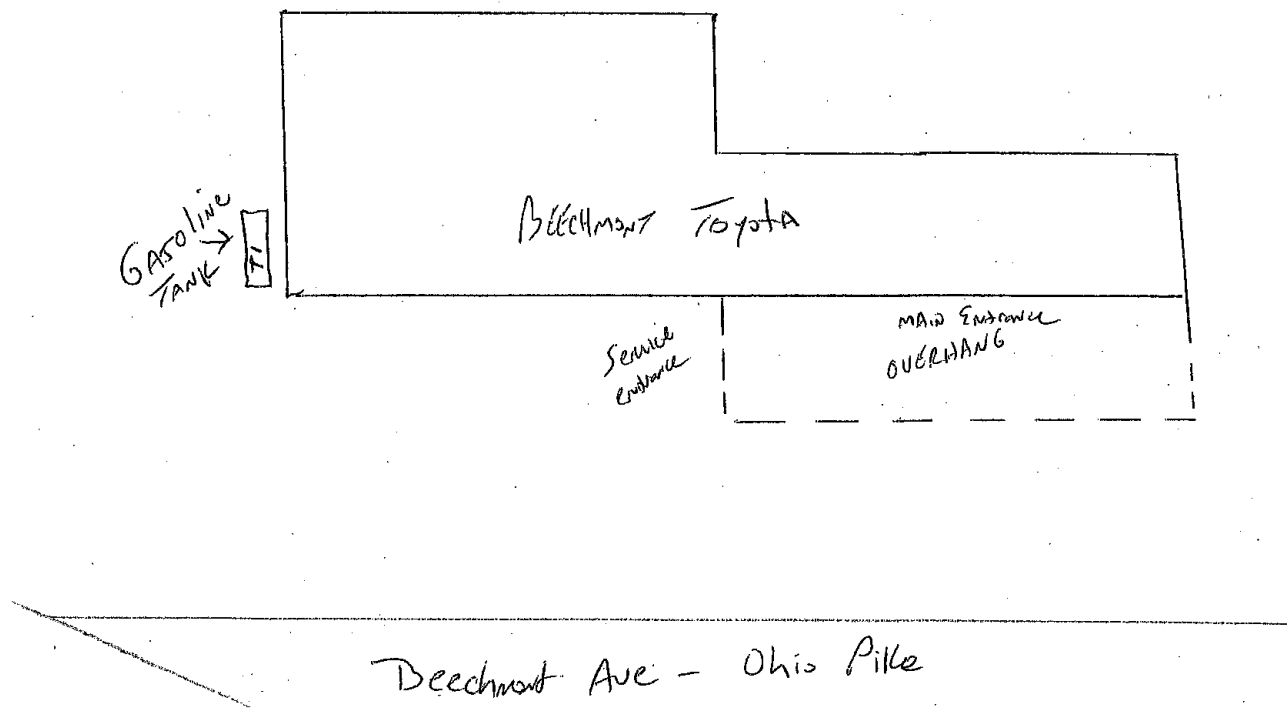 GASOLINE
TANK
T1
BEECHMONT Toyota
Service
entrance
MAIN Entrance
OVERHANG
Beechmont Ave - Ohio Pike